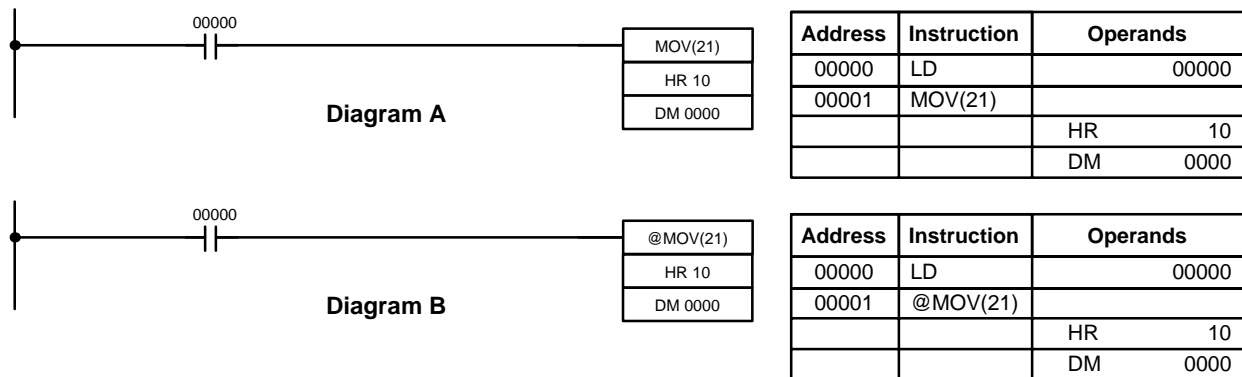 00000
MOV(21)
HR 10
DM 0000
Diagram A
Address Instruction Operands
00000 LD 00000
00001 MOV(21)
HR 10
DM 0000
00000
@MOV(21)
HR 10
DM 0000
Diagram B
Address Instruction Operands
00000 LD 00000
00001 @MOV(21)
HR 10
DM 0000